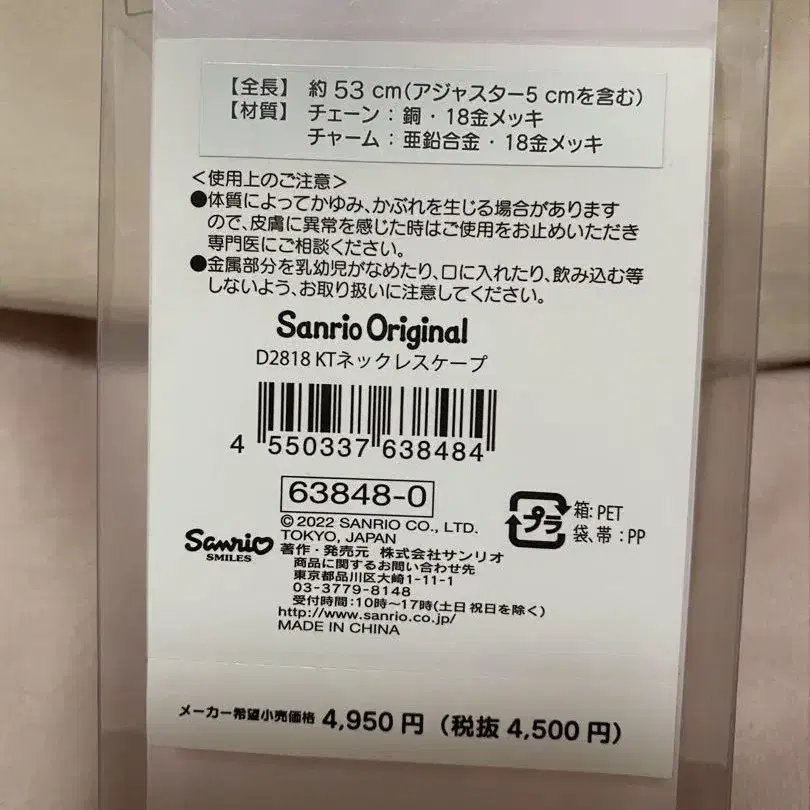 【全長】 約53 cm(アジャスター5 cmを含む)
【材質】 チェーン：銅・18金メッキ
チャーム：亜鉛合金・18金メッキ
＜使用上のご注意＞
●体質によってかゆみ、かぶれを生じる場合があります
ので、皮膚に異常を感じた時はご使用をお止めいただき
専門医にご相談ください。
●金属部分を乳幼児がなめたり、口に入れたり、飲み込む等
しないよう、お取り扱いに注意してください。
Sanrio Original
D2818 KTネックレスケープ
4 550337 638484
63848-0
プラ
箱：PET
袋、帯：PP
Sanrio
SMILES
©2022 SANRIO CO., LTD.
TOKYO, JAPAN
著作・発売元 株式会社サンリオ
商品に関するお問い合わせ先
東京都品川区大崎1-11-1
03-3779-8148
受付時間：10時～17時(土日 祝日を除く)
http://www.sanrio.co.jp/
MADE IN CHINA
メーカー希望小売価格 4,950円（税抜 4,500円）